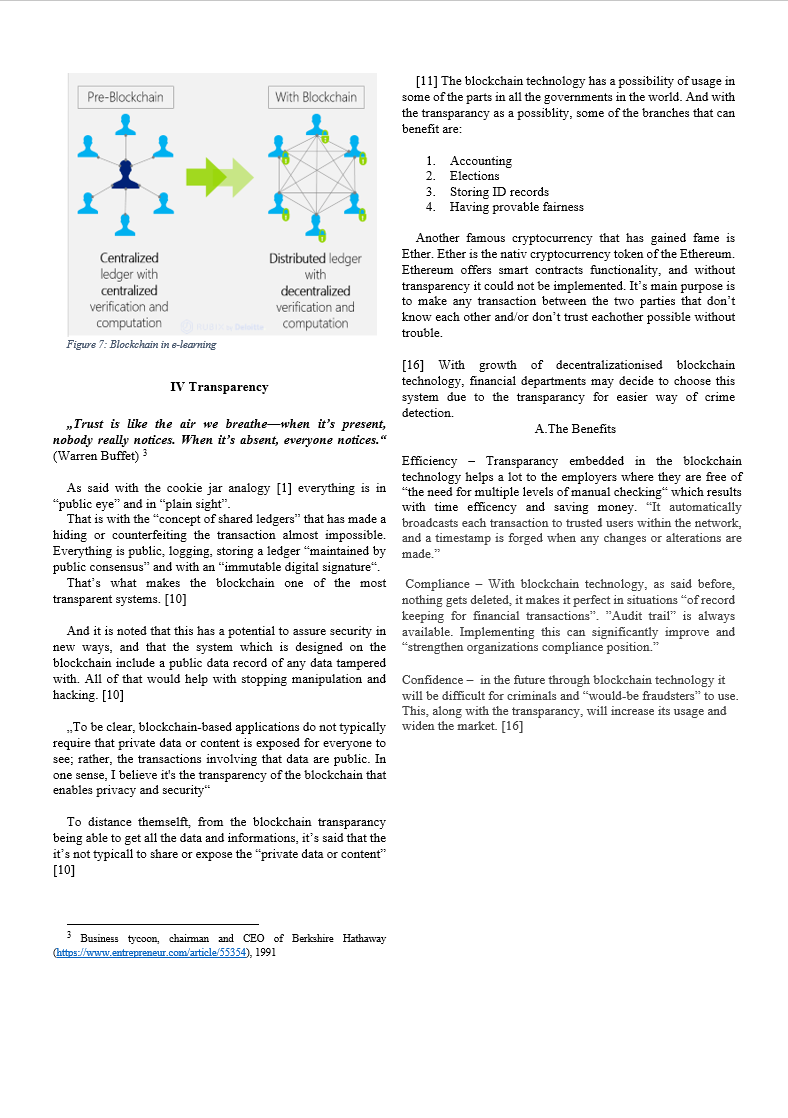 Pre-Blockchain
With Blockchain
Centralized
ledger with
centralized
verification and
computation
Distributed ledger
with
decentralized
verification and
computation
Figure 7: Blockchain in e-learning
IV Transparency
„Trust is like the air we breathe—when it’s present,
nobody really notices. When it’s absent, everyone notices.“
(Warren Buffet) 3
As said with the cookie jar analogy [1] everything is in
“public eye” and in “plain sight”.
That is with the “concept of shared ledgers” that has made a
hiding or counterfeiting the transaction almost impossible.
Everything is public, logging, storing a ledger “maintained by
public consensus” and with an “immutable digital signature“.
That’s what makes the blockchain one of the most
transparent systems. [10]
And it is noted that this has a potential to assure security in
new ways, and that the system which is designed on the
blockchain include a public data record of any data tampered
with. All of that would help with stopping manipulation and
hacking. [10]
„To be clear, blockchain-based applications do not typically
require that private data or content is exposed for everyone to
see; rather, the transactions involving that data are public. In
one sense, I believe it's the transparency of the blockchain that
enables privacy and security“
To distance themselft, from the blockchain transparancy
being able to get all the data and informations, it’s said that the
it’s not typicall to share or expose the “private data or content”
[10]
3 Business tycoon, chairman and CEO of Berkshire Hathaway
(https://www.entrepreneur.com/article/55354), 1991
[11] The blockchain technology has a possibility of usage in
some of the parts in all the governments in the world. And with
the transparancy as a possiblity, some of the branches that can
benefit are:
1. Accounting
2. Elections
3. Storing ID records
4. Having provable fairness
Another famous cryptocurrency that has gained fame is
Ether. Ether is the nativ cryptocurrency token of the Ethereum.
Ethereum offers smart contracts functionality, and without
transparency it could not be implemented. It’s main purpose is
to make any transaction between the two parties that don’t
know each other and/or don’t trust eachother possible without
trouble.
[16] With growth of decentralizationised blockchain
technology, financial departments may decide to choose this
system due to the transparancy for easier way of crime
detection.
A.The Benefits
Efficiency – Transparancy embedded in the blockchain
technology helps a lot to the employers where they are free of
“the need for multiple levels of manual checking“ which results
with time efficency and saving money. “It automatically
broadcasts each transaction to trusted users within the network,
and a timestamp is forged when any changes or alterations are
made.”
Compliance – With blockchain technology, as said before,
nothing gets deleted, it makes it perfect in situations “of record
keeping for financial transactions”. ”Audit trail” is always
available. Implementing this can significantly improve and
“strengthen organizations compliance position.”
Confidence – in the future through blockchain technology it
will be difficult for criminals and “would-be fraudsters” to use.
This, along with the transparancy, will increase its usage and
widen the market. [16]